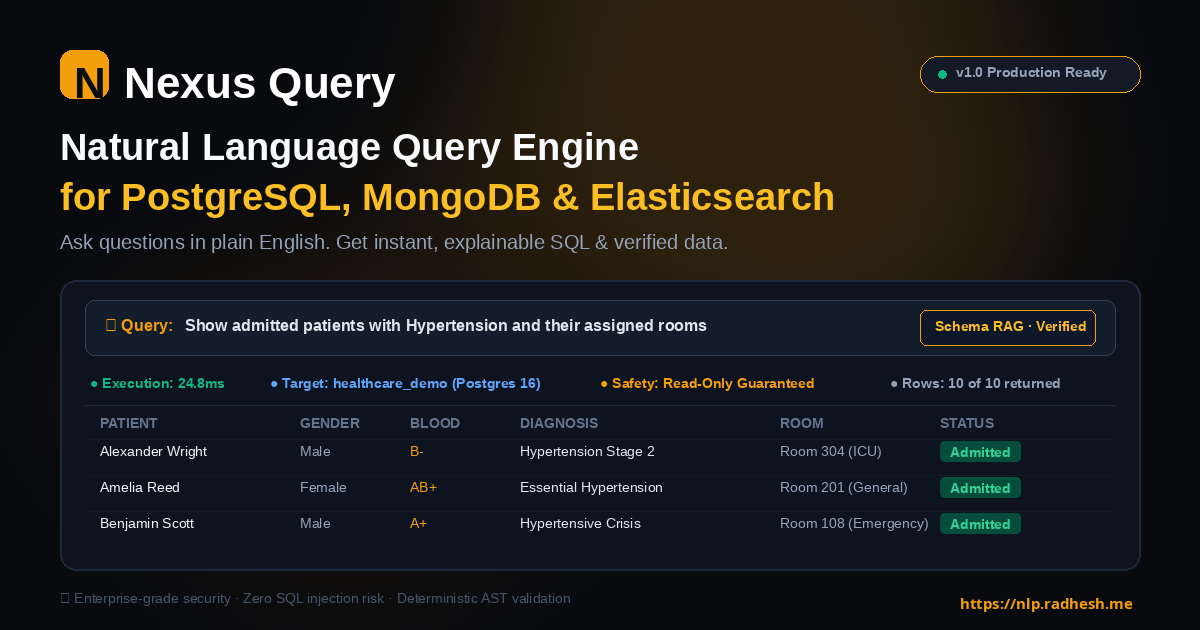 N Nexus Query
v1.0 Production Ready
Natural Language Query Engine
for PostgreSQL, MongoDB & Elasticsearch
Ask questions in plain English. Get instant, explainable SQL & verified data.
Query: Show admitted patients with Hypertension and their assigned rooms
Schema RAG · Verified
● Execution: 24.8ms ● Target: healthcare_demo (Postgres 16) ● Safety: Read-Only Guaranteed ● Rows: 10 of 10 returned
PATIENT GENDER BLOOD DIAGNOSIS ROOM STATUS
Alexander Wright Male B- Hypertension Stage 2 Room 304 (ICU) Admitted
Amelia Reed Female AB+ Essential Hypertension Room 201 (General) Admitted
Benjamin Scott Male A+ Hypertensive Crisis Room 108 (Emergency) Admitted
Enterprise-grade security · Zero SQL injection risk · Deterministic AST validation
https://nlp.radhesh.me